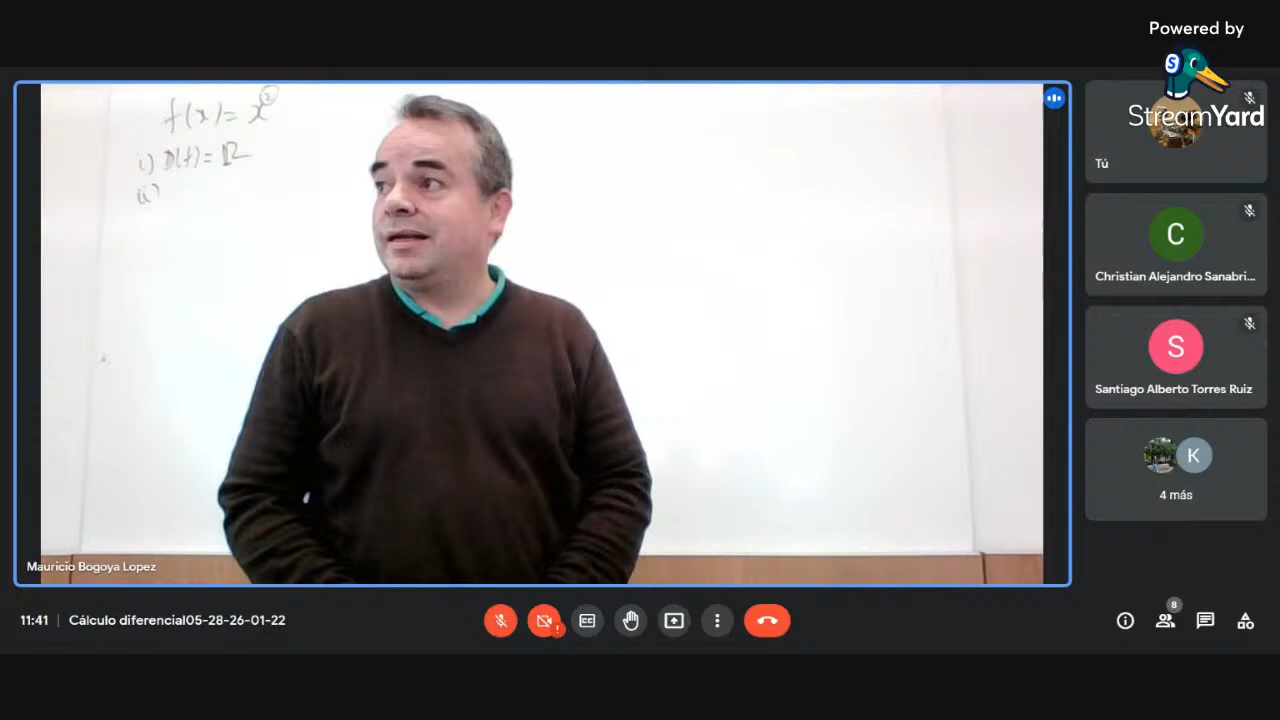 Powered by
StreamYard
f(x) = x²
i) D(f) = ℝ
ii)
Tú
C
Christian Alejandro Sanabri...
S
Santiago Alberto Torres Ruiz
K
4 más
Mauricio Bogoya Lopez
11:41 | Cálculo diferencial05-28-26-01-22
8